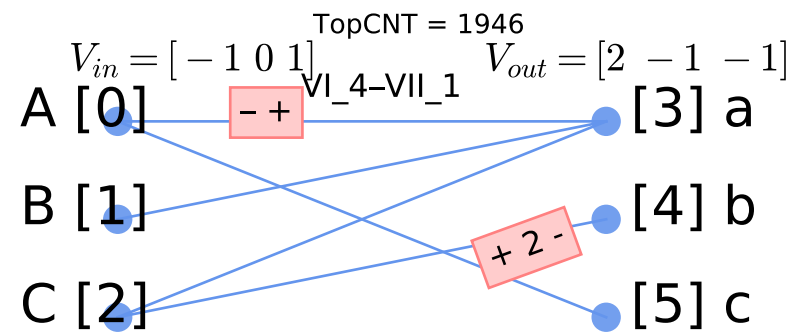 TopCNT = 1946
V_in = [ − 1 0 1] V_out = [2 − 1 − 1]
VI_4–VII_1
A [0] – + [3] a
B [1] [4] b
+ 2 -
C [2] [5] c